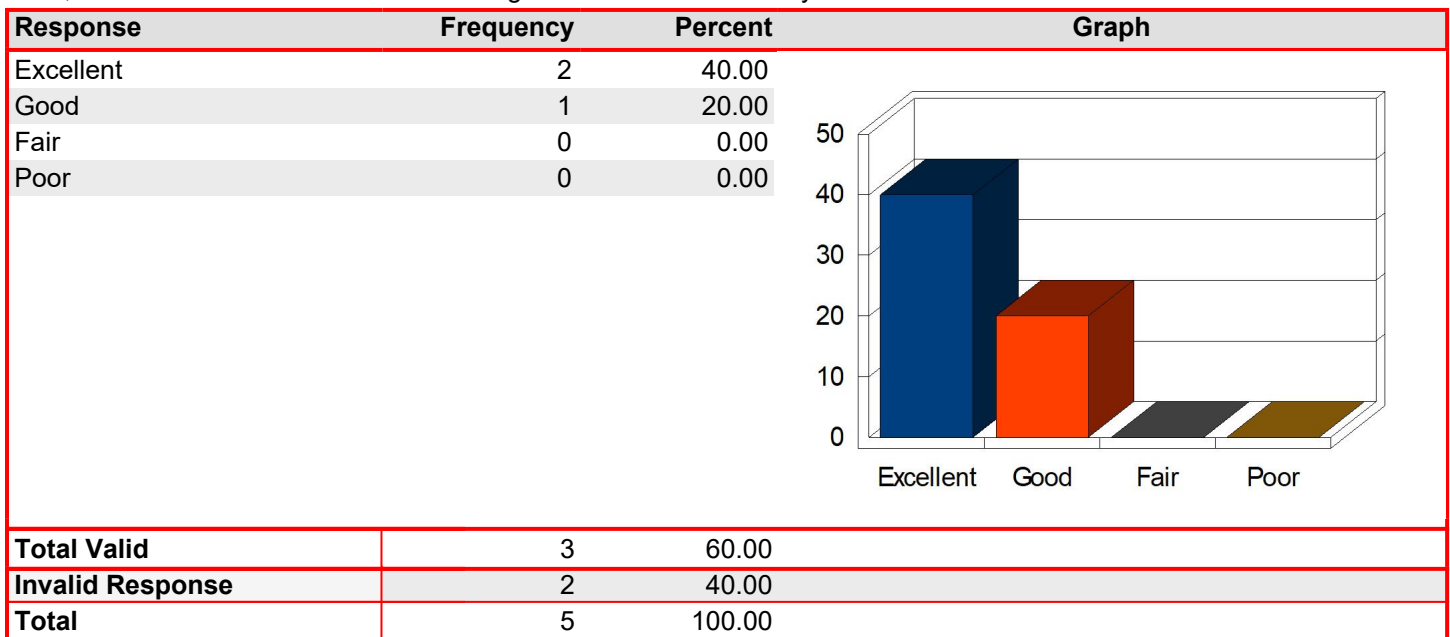 Response Frequency Percent Graph
Excellent 2 40.00
Good 1 20.00
Fair 0 0.00
Poor 0 0.00
50
40
30
20
10
0
Excellent Good Fair Poor
Total Valid 3 60.00
Invalid Response 2 40.00
Total 5 100.00